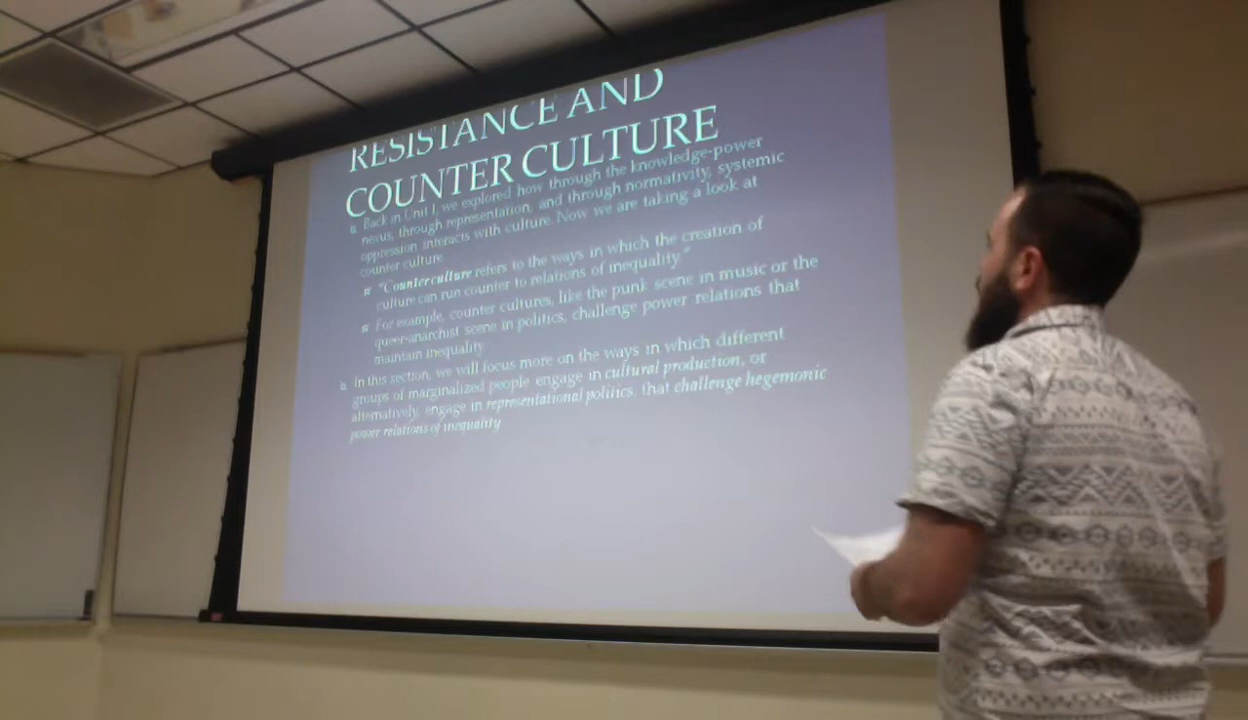 RESISTANCE AND
COUNTER CULTURE
Back in Unit I, we explored how through the knowledge-power
nexus, through representation, and through normativity, systemic
oppression interacts with culture. Now we are taking a look at
counter culture
"Counterculture refers to the ways in which the creation of
culture can run counter to relations of inequality."
For example, counter cultures, like the punk scene in music or the
queer-anarchist scene in politics, challenge power relations that
maintain inequality
In this section, we will focus more on the ways in which different
groups of marginalized people engage in cultural production, or
alternatively, engage in representational politics, that challenge hegemonic
power relations of inequality